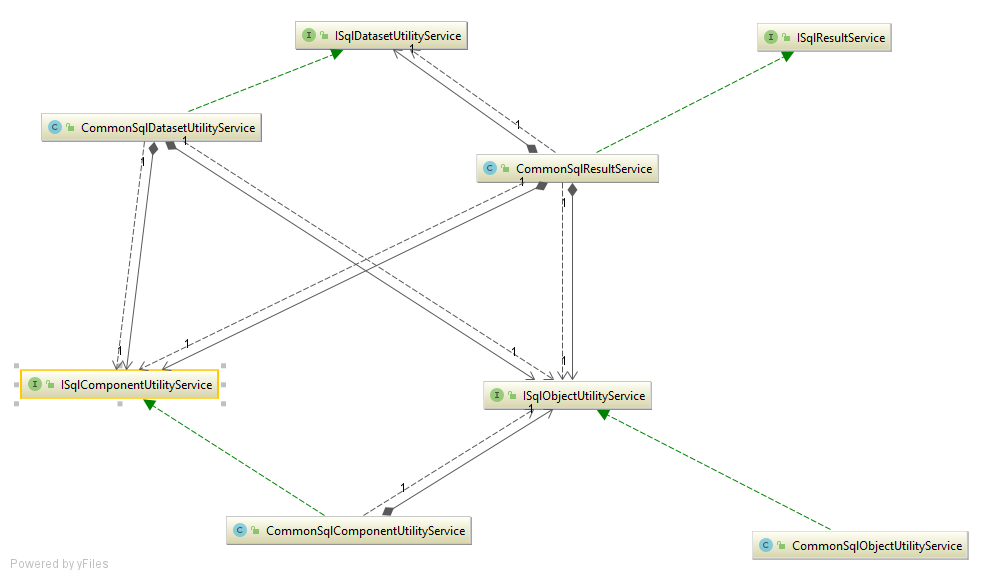 I ISqlDatasetUtilityService
I ISqlResultService
1
C CommonSqlDatasetUtilityService
1
1
1
C CommonSqlResultService
1
1
1
1
1
1
1
I ISqlComponentUtilityService
I ISqlObjectUtilityService
1
1
C CommonSqlComponentUtilityService
C CommonSqlObjectUtilityService
Powered by yFiles